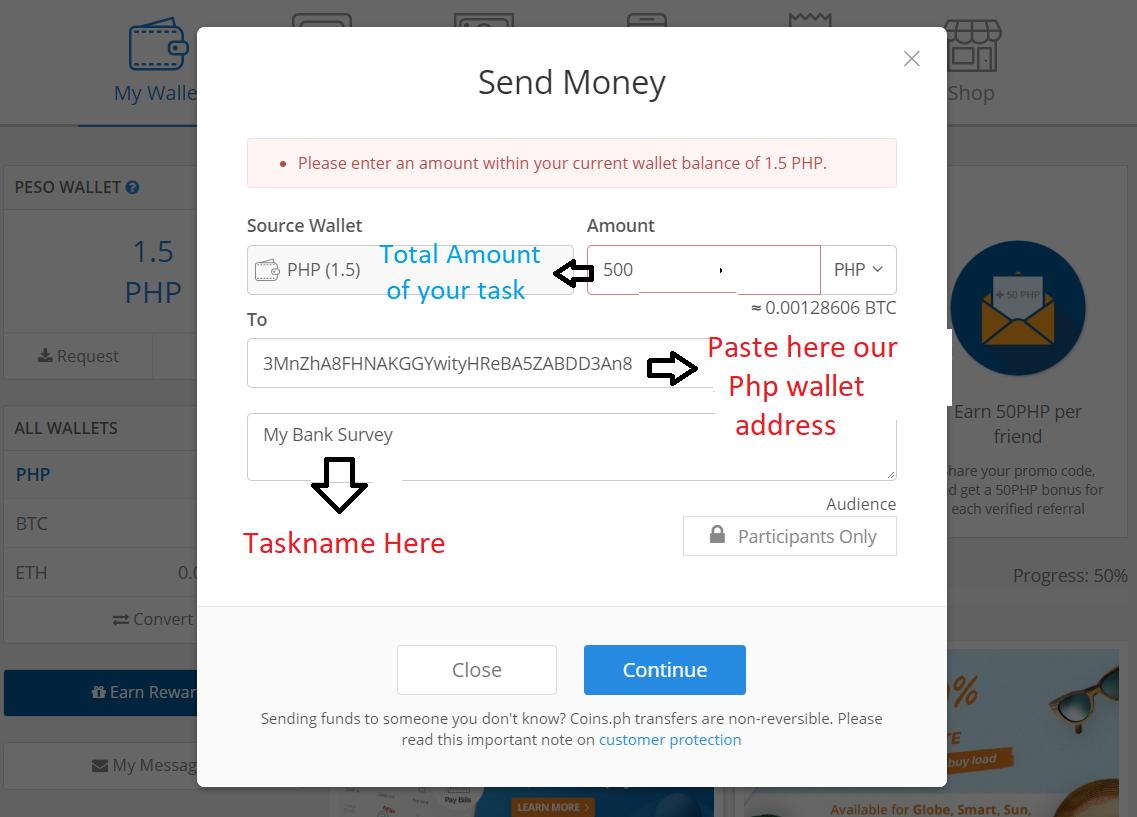 My Walle
Shop
Send Money
Please enter an amount within your current wallet balance of 1.5 PHP.
PESO WALLET ?
1.5
PHP
Request
Source Wallet
PHP (1.5)
Total Amount
of your task
Amount
500
PHP
≈ 0.00128606 BTC
To
3MnZhA8FHNAKGGYwityHReBA5ZABDD3An8
Paste here our
Php wallet
address
My Bank Survey
Taskname Here
Audience
Participants Only
ALL WALLETS
PHP
BTC
ETH 0.0
Convert
Earn Rewar
My Messag
+ 50 PHP
Earn 50PHP per
friend
hare your promo code,
d get a 50PHP bonus for
each verified referral
Progress: 50%
Close
Continue
Sending funds to someone you don't know? Coins.ph transfers are non-reversible. Please
read this important note on customer protection
Pay Bills
LEARN MORE >
%
TE
buy load
Available for Globe, Smart, Sun,